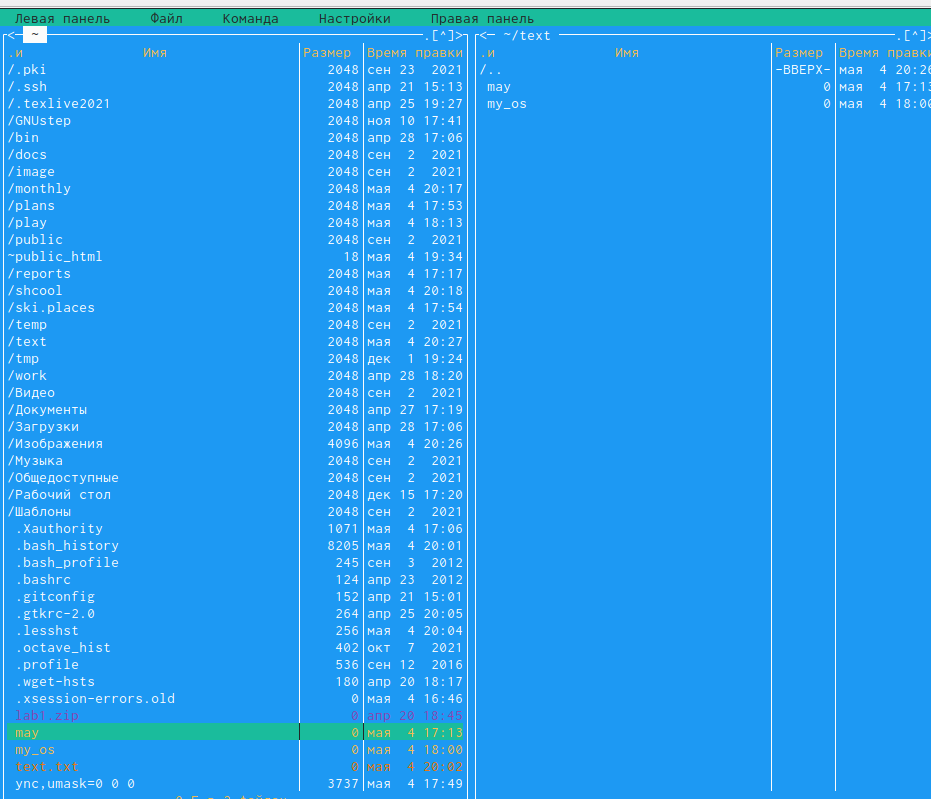 Левая панель Файл Команда Настройки Правая панель
<─ ~ .[^]>
.и Имя Размер Время правки
/.pki 2048 сен 23 2021
/.ssh 2048 апр 21 15:13
/.texlive2021 2048 апр 25 19:27
/GNUstep 2048 ноя 10 17:41
/bin 2048 апр 28 17:06
/docs 2048 сен 2 2021
/image 2048 сен 2 2021
/monthly 2048 мая 4 20:17
/plans 2048 мая 4 17:53
/play 2048 мая 4 18:13
/public 2048 сен 2 2021
~public_html 18 мая 4 19:34
/reports 2048 мая 4 17:17
/shcool 2048 мая 4 20:18
/ski.places 2048 мая 4 17:54
/temp 2048 сен 2 2021
/text 2048 мая 4 20:27
/tmp 2048 дек 1 19:24
/work 2048 апр 28 18:20
/Видео 2048 сен 2 2021
/Документы 2048 апр 27 17:19
/Загрузки 2048 апр 28 17:06
/Изображения 4096 мая 4 20:26
/Музыка 2048 сен 2 2021
/Общедоступные 2048 сен 2 2021
/Рабочий стол 2048 дек 15 17:20
/Шаблоны 2048 сен 2 2021
.Xauthority 1071 мая 4 17:06
.bash_history 8205 мая 4 20:01
.bash_profile 245 сен 3 2012
.bashrc 124 апр 23 2012
.gitconfig 152 апр 21 15:01
.gtkrc-2.0 264 апр 25 20:05
.lesshst 256 мая 4 20:04
.octave_hist 402 окт 7 2021
.profile 536 сен 12 2016
.wget-hsts 180 апр 20 18:17
.xsession-errors.old 0 мая 4 16:46
lab1.zip 0 апр 20 18:45
may 0 мая 4 17:13
my_os 0 мая 4 18:00
text.txt 0 мая 4 20:02
ync,umask=0 0 0 3737 мая 4 17:49
<─ ~/text .[^]>
.и Имя Размер Время правки
/.. -ВВЕРХ- мая 4 20:26
may 0 мая 4 17:13
my_os 0 мая 4 18:00